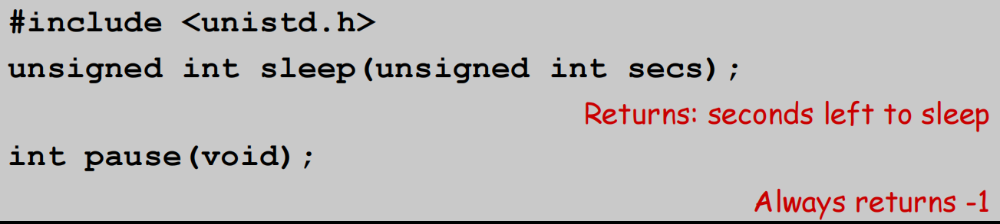 #include <unistd.h>
unsigned int sleep(unsigned int secs);
Returns: seconds left to sleep
int pause(void);
Always returns -1